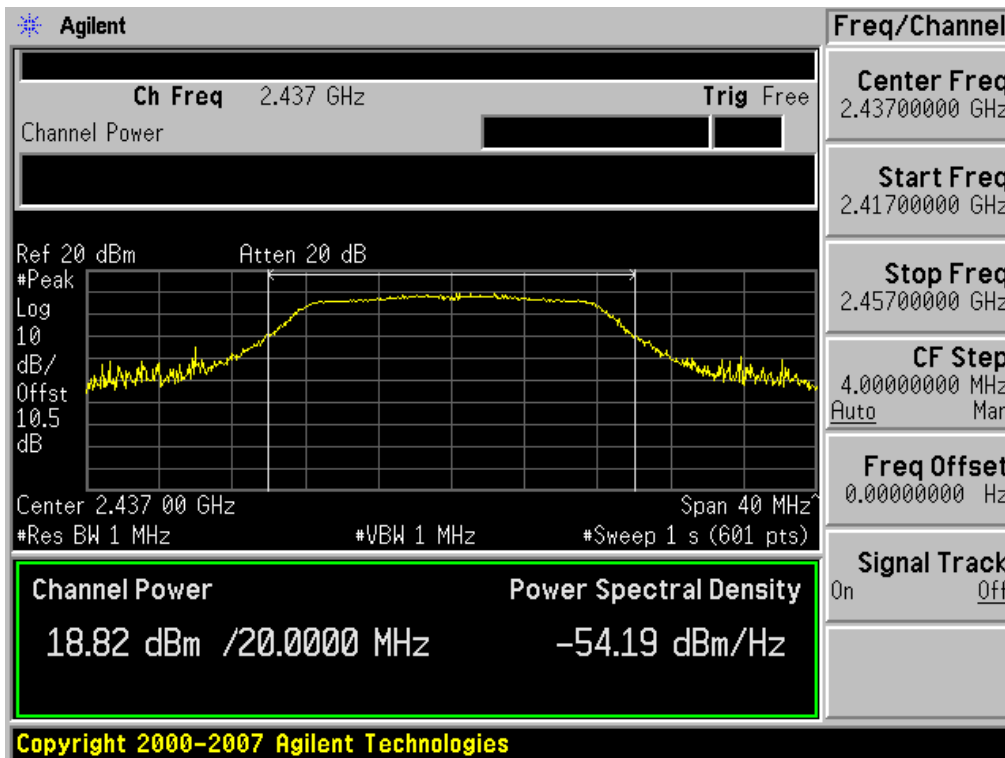 Agilent
Freq/Channel
Ch Freq 2.437 GHz Trig Free
Channel Power
Center Freq
2.43700000 GHz
Start Freq
2.41700000 GHz
Stop Freq
2.45700000 GHz
CF Step
4.00000000 MHz
Auto Man
Freq Offset
0.00000000 Hz
Signal Track
On Off
Ref 20 dBm Atten 20 dB
#Peak
Log
10
dB/
Offst
10.5
dB
Center 2.437 00 GHz Span 40 MHz^
#Res BW 1 MHz #VBW 1 MHz #Sweep 1 s (601 pts)
Channel Power Power Spectral Density
18.82 dBm /20.0000 MHz -54.19 dBm/Hz
Copyright 2000-2007 Agilent Technologies